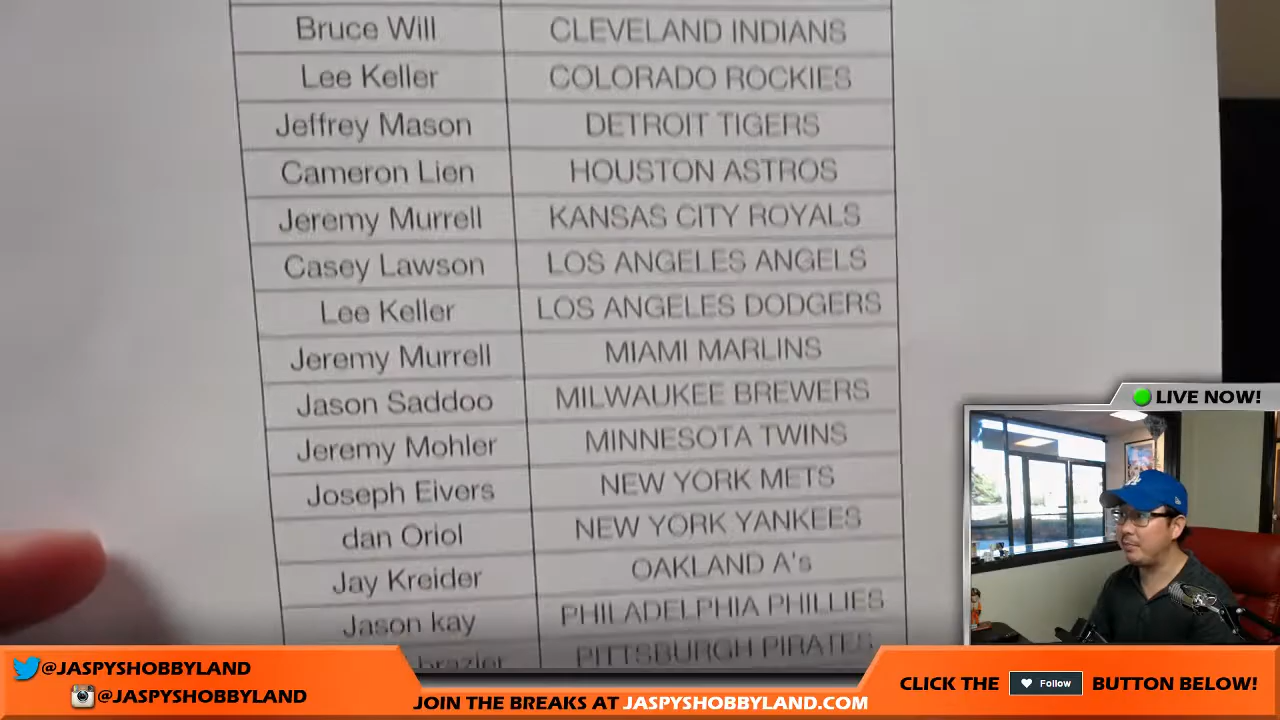 Bruce Will CLEVELAND INDIANS
Lee Keller COLORADO ROCKIES
Jeffrey Mason DETROIT TIGERS
Cameron Lien HOUSTON ASTROS
Jeremy Murrell KANSAS CITY ROYALS
Casey Lawson LOS ANGELES ANGELS
Lee Keller LOS ANGELES DODGERS
Jeremy Murrell MIAMI MARLINS
Jason Saddoo MILWAUKEE BREWERS
Jeremy Mohler MINNESOTA TWINS
Joseph Eivers NEW YORK METS
dan Oriol NEW YORK YANKEES
Jay Kreider OAKLAND A's
Jason kay PHILADELPHIA PHILLIES
brazier PITTSBURGH PIRATES
LIVE NOW!
LA
@JASPYSHOBBYLAND
@JASPYSHOBBYLAND
JOIN THE BREAKS AT JASPYSHOBBYLAND.COM
CLICK THE Follow BUTTON BELOW!